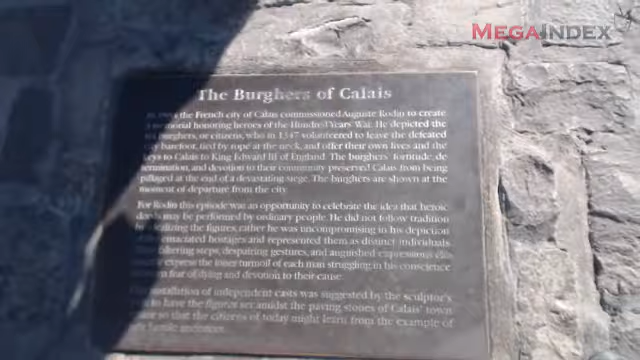 MEGAINDEX
The Burghers of Calais
the French city of Calais commissioned Auguste Rodin to create
a memorial honoring heroes of the Hundred Years War. He depicted the
six burghers, or citizens, who in 1347 volunteered to leave the defeated
city barefoot, tied by rope at the neck, and offer their own lives and the
keys to Calais to King Edward III of England. The burghers' fortitude, de
termination, and devotion to their community preserved Calais from being
pillaged at the end of a devastating siege. The burghers are shown at the
moment of departure from the city.
For Rodin this episode was an opportunity to celebrate the idea that heroic
deeds may be performed by ordinary people. He did not follow tradition
by idealizing the figures, rather he was uncompromising in his depiction
emaciated hostages and represented them as distinct individuals
steps, despairing gestures, and anguished expressions
express the inner turmoil of each man struggling in his conscience
fear of dying and devotion to their cause.
installation of independent casts was suggested by the sculptor's
to have the figures set amidst the paving stones of Calais' town
so that the citizens of today might learn from the example of
heroic ancestors.